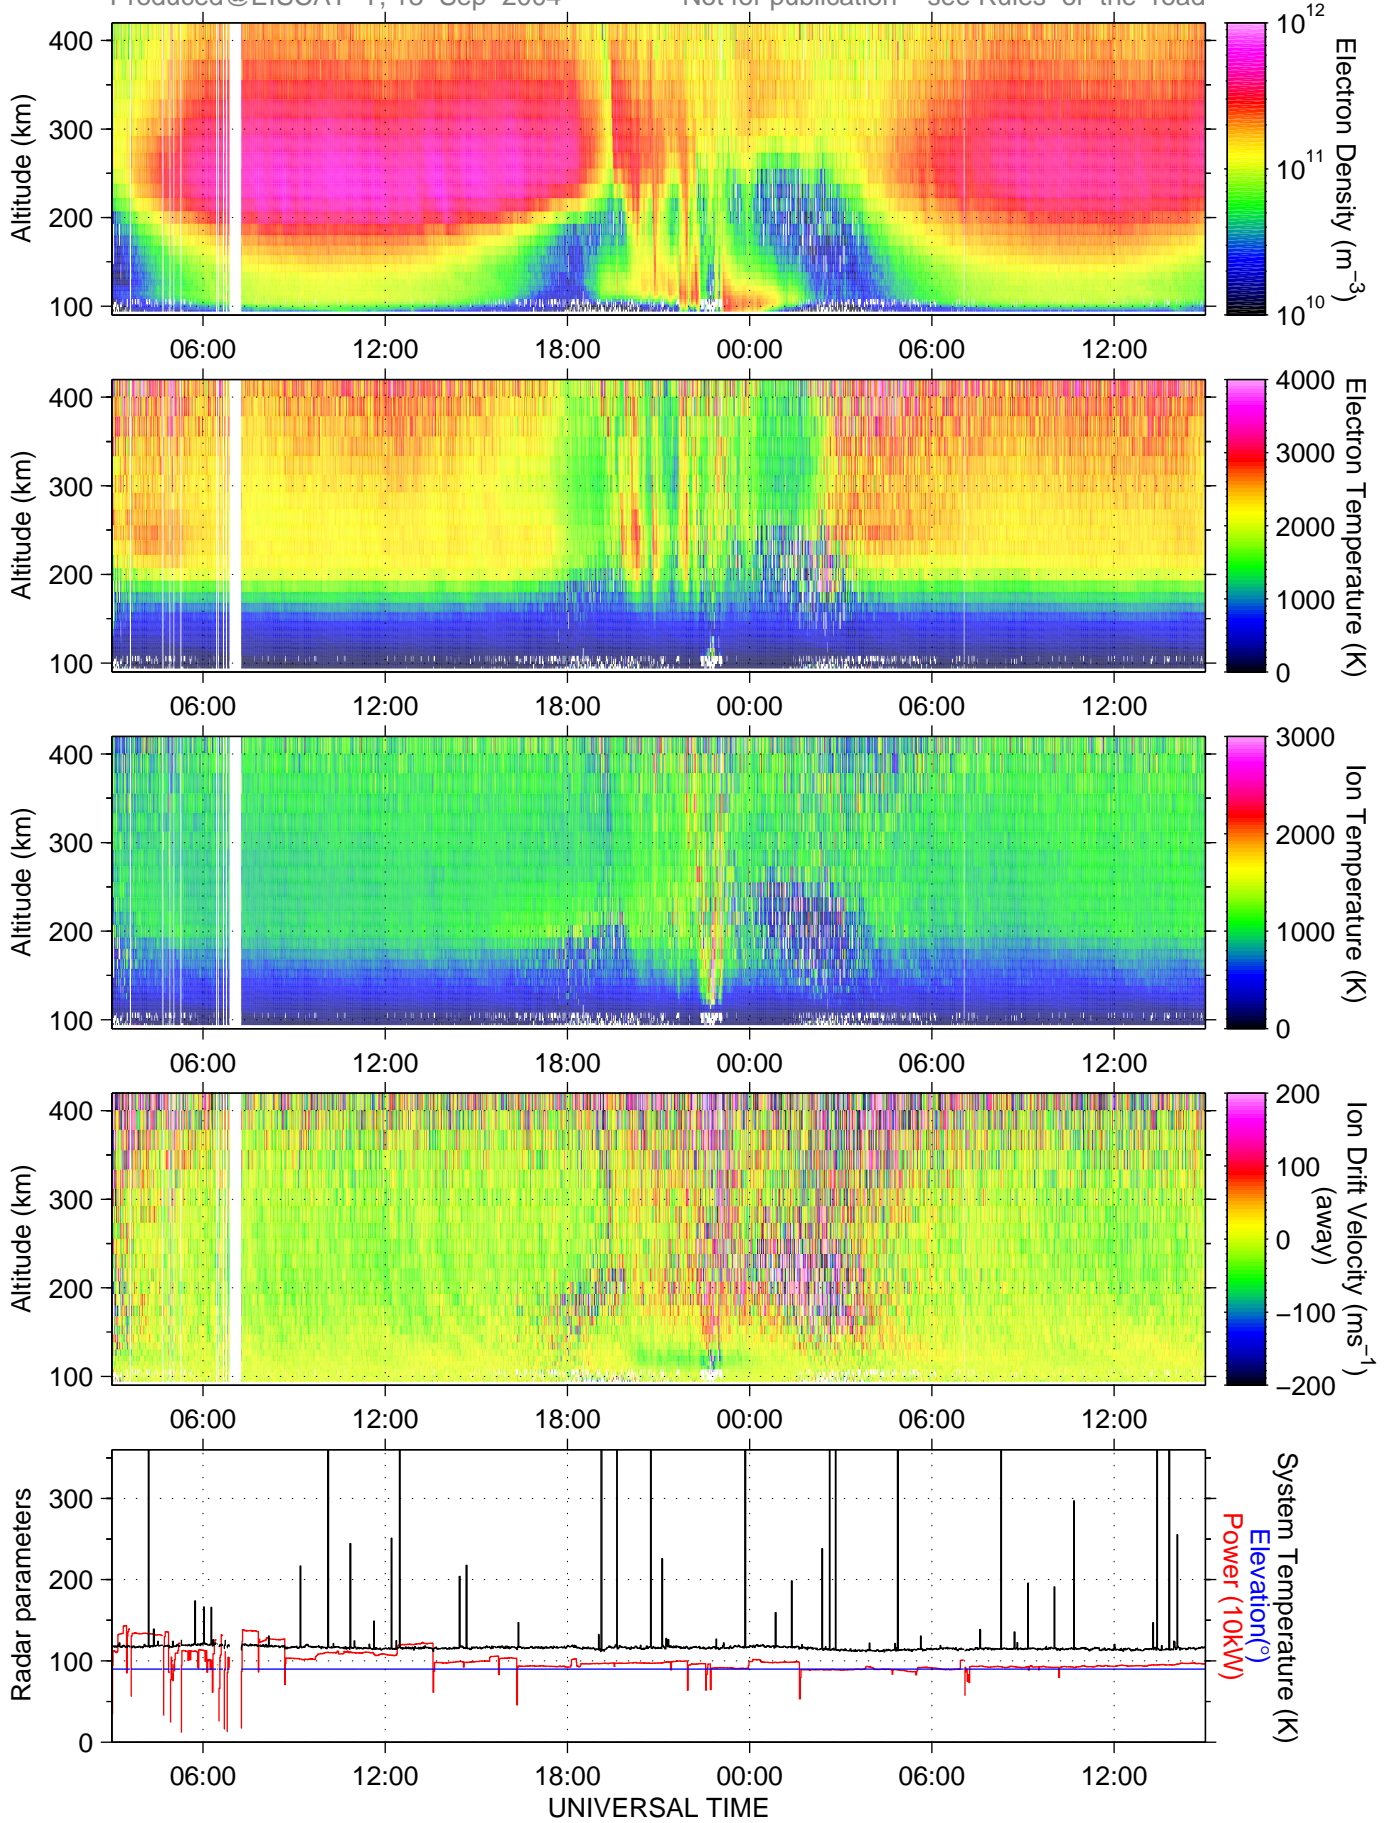 Produced@EISCAT-T, 18-Sep-2004 Not for publication - see Rules-of-the-road
400
300
200
100
Altitude (km)
06:00 12:00 18:00 00:00 06:00 12:00
10^12
10^11
10^10
Electron Density (m^−3)
400
300
200
100
Altitude (km)
06:00 12:00 18:00 00:00 06:00 12:00
4000
3000
2000
1000
0
Electron Temperature (K)
400
300
200
100
Altitude (km)
06:00 12:00 18:00 00:00 06:00 12:00
3000
2000
1000
0
Ion Temperature (K)
400
300
200
100
Altitude (km)
06:00 12:00 18:00 00:00 06:00 12:00
200
100
0
−100
−200
Ion Drift Velocity (ms^−1)
(away)
300
200
100
0
Radar parameters
06:00 12:00 18:00 00:00 06:00 12:00
UNIVERSAL TIME
System Temperature (K)
Elevation(°)
Power (10kW)